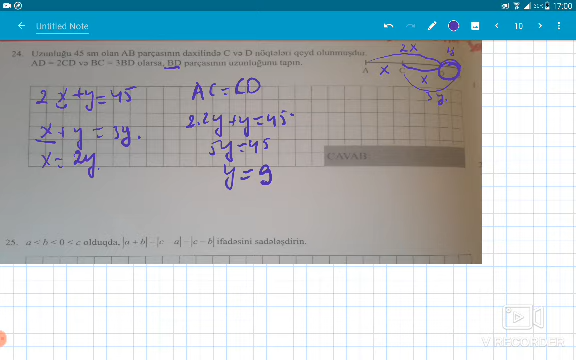 17:00
Untitled Note
10
24. Uzunluğu 45 sm olan AB parçasının daxilində C və D nöqtələri qeyd olunmuşdur.
AD = 2CD və BC = 3BD olarsa, BD parçasının uzunluğunu tapın.
2x
y
A
x
C
x
3y
2x+y=45
x+y=3y.
x=2y.
AC=CD
2.2y+y=45
5y=45
y=9
CAVAB:
25. a < b < 0 < c olduqda, |a + b| – |c – a| – |c – b| ifadəsini sadələşdirin.
VIRECORDER